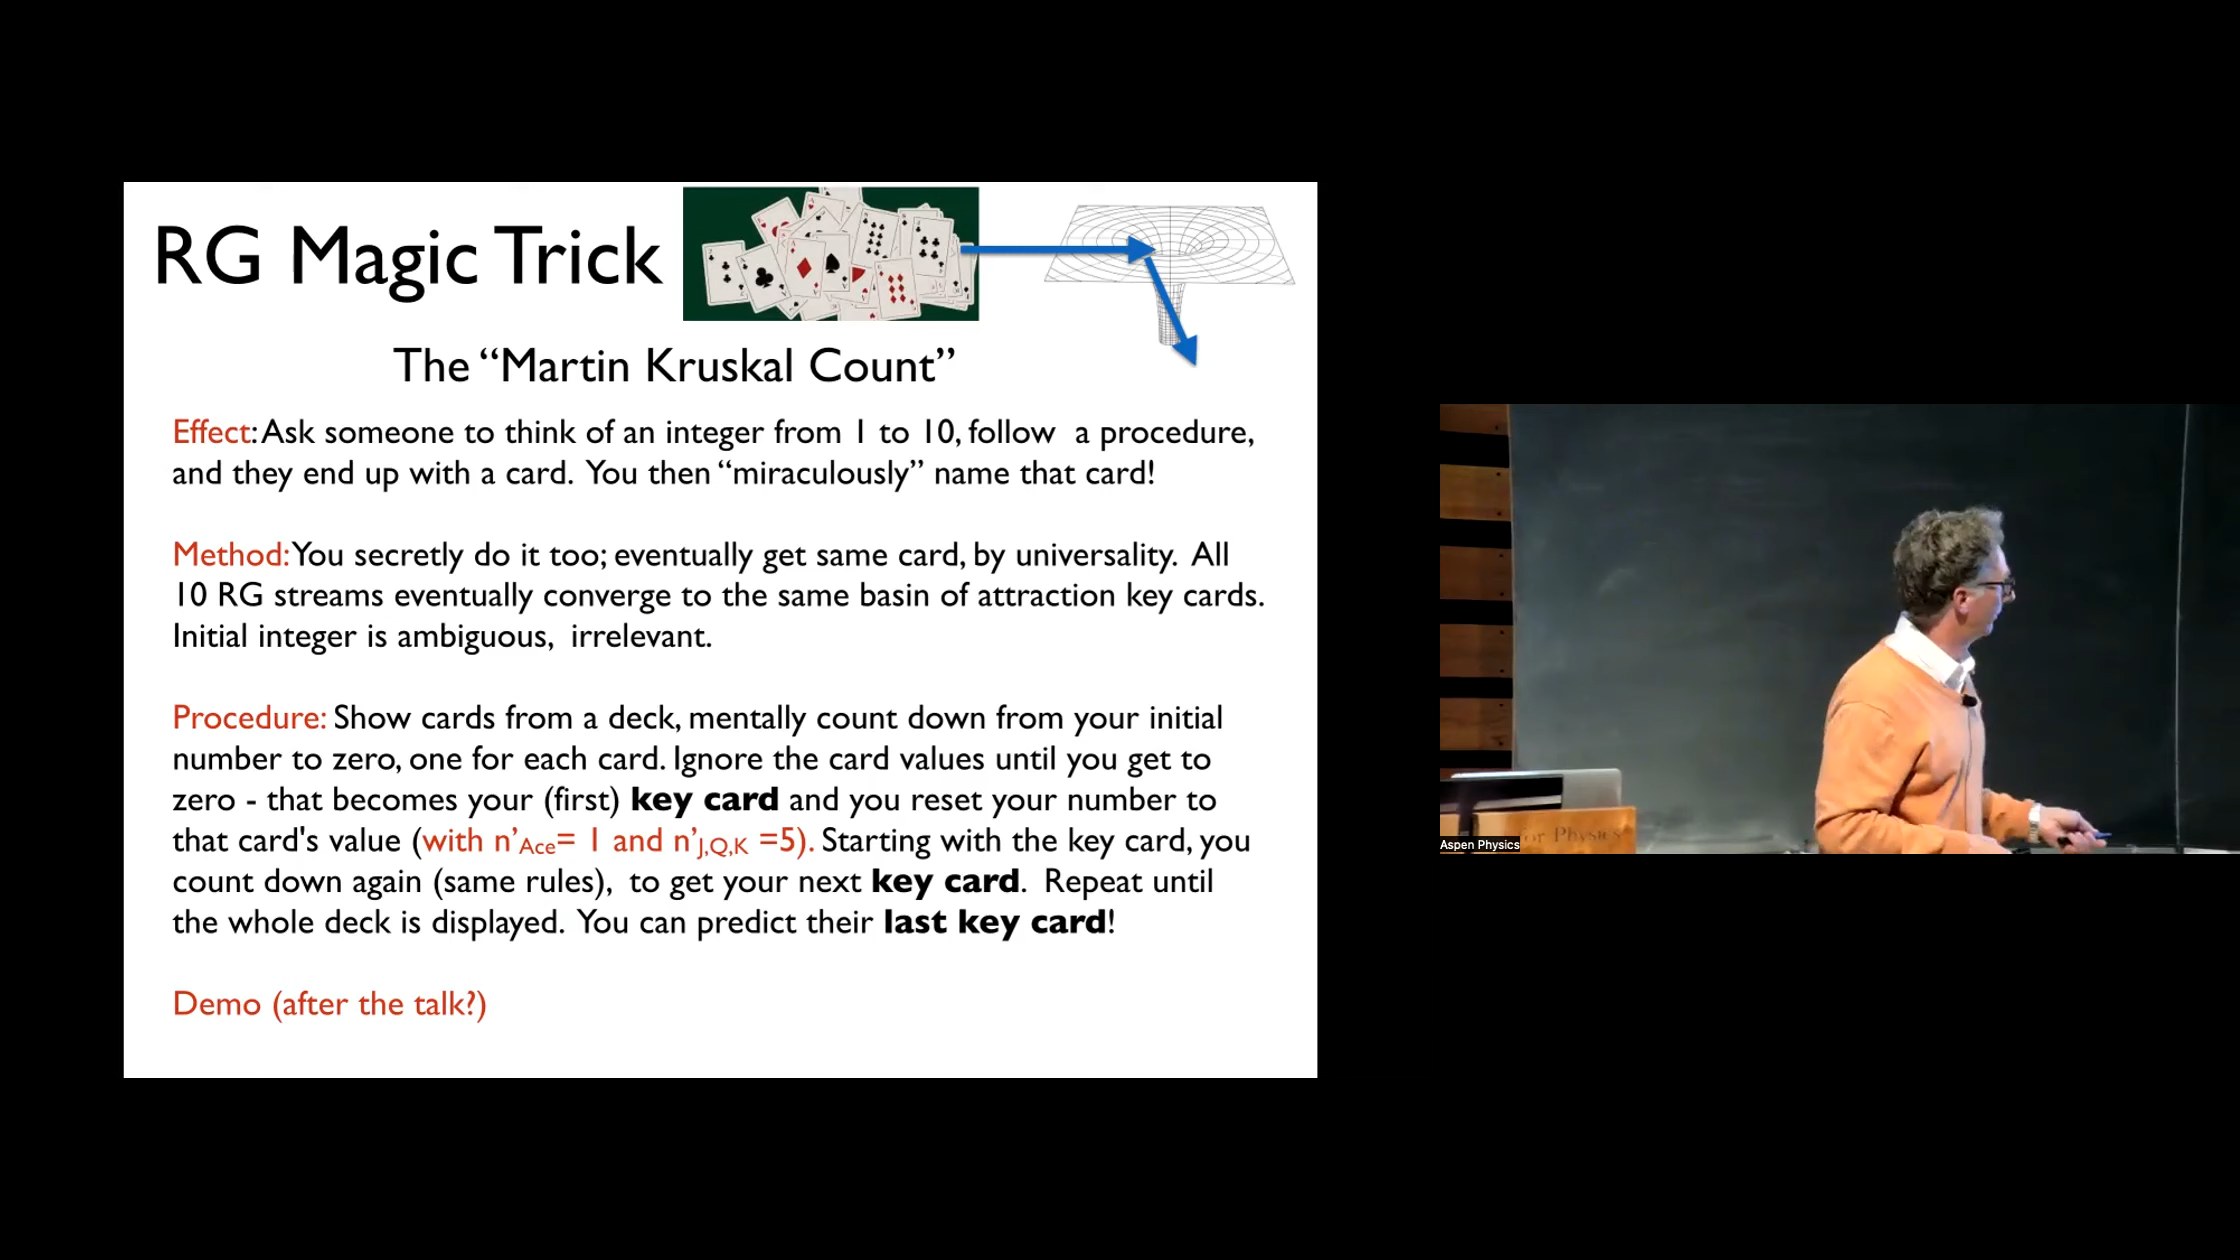 RG Magic Trick
The “Martin Kruskal Count”
Effect: Ask someone to think of an integer from 1 to 10, follow a procedure,
and they end up with a card. You then “miraculously” name that card!
Method: You secretly do it too; eventually get same card, by universality. All
10 RG streams eventually converge to the same basin of attraction key cards.
Initial integer is ambiguous, irrelevant.
Procedure: Show cards from a deck, mentally count down from your initial
number to zero, one for each card. Ignore the card values until you get to
zero - that becomes your (first) key card and you reset your number to
that card's value (with n’Ace= 1 and n’J,Q,K =5). Starting with the key card, you
count down again (same rules), to get your next key card. Repeat until
the whole deck is displayed. You can predict their last key card!
Demo (after the talk?)
for Physics
Aspen Physics